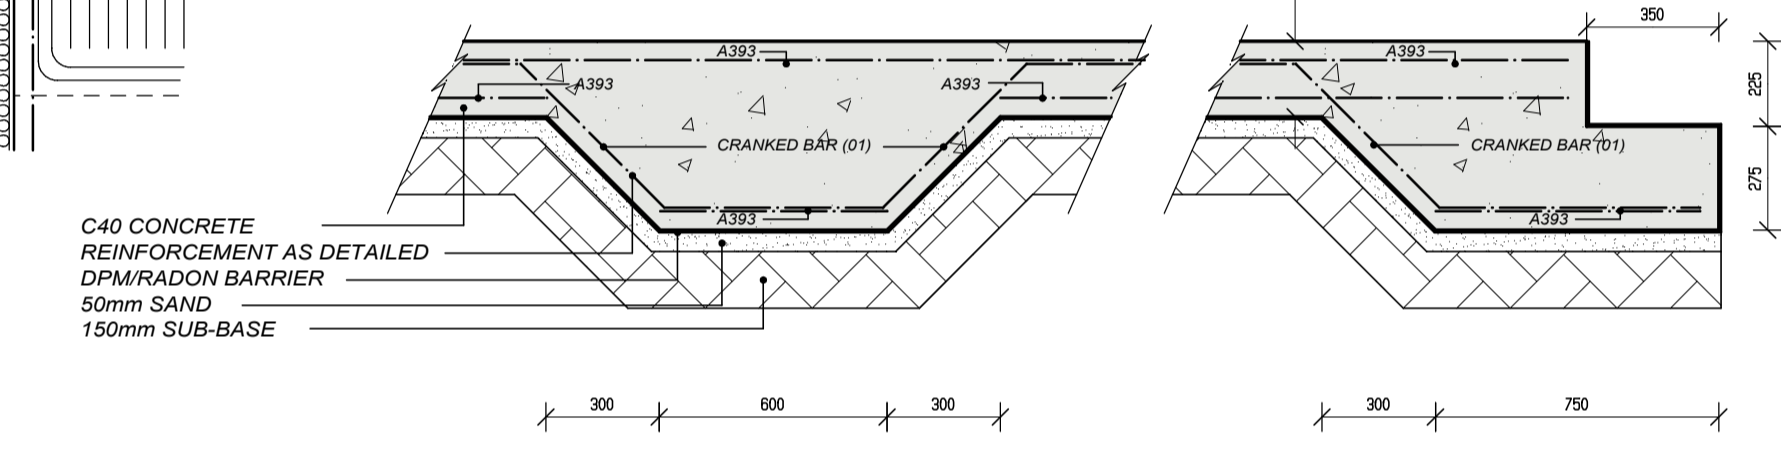 350
A393
A393
A393
A393
225
CRANKED BAR (01)
CRANKED BAR (01)
275
A393
A393
C40 CONCRETE
REINFORCEMENT AS DETAILED
DPM/RADON BARRIER
50mm SAND
150mm SUB-BASE
300
600
300
300
750